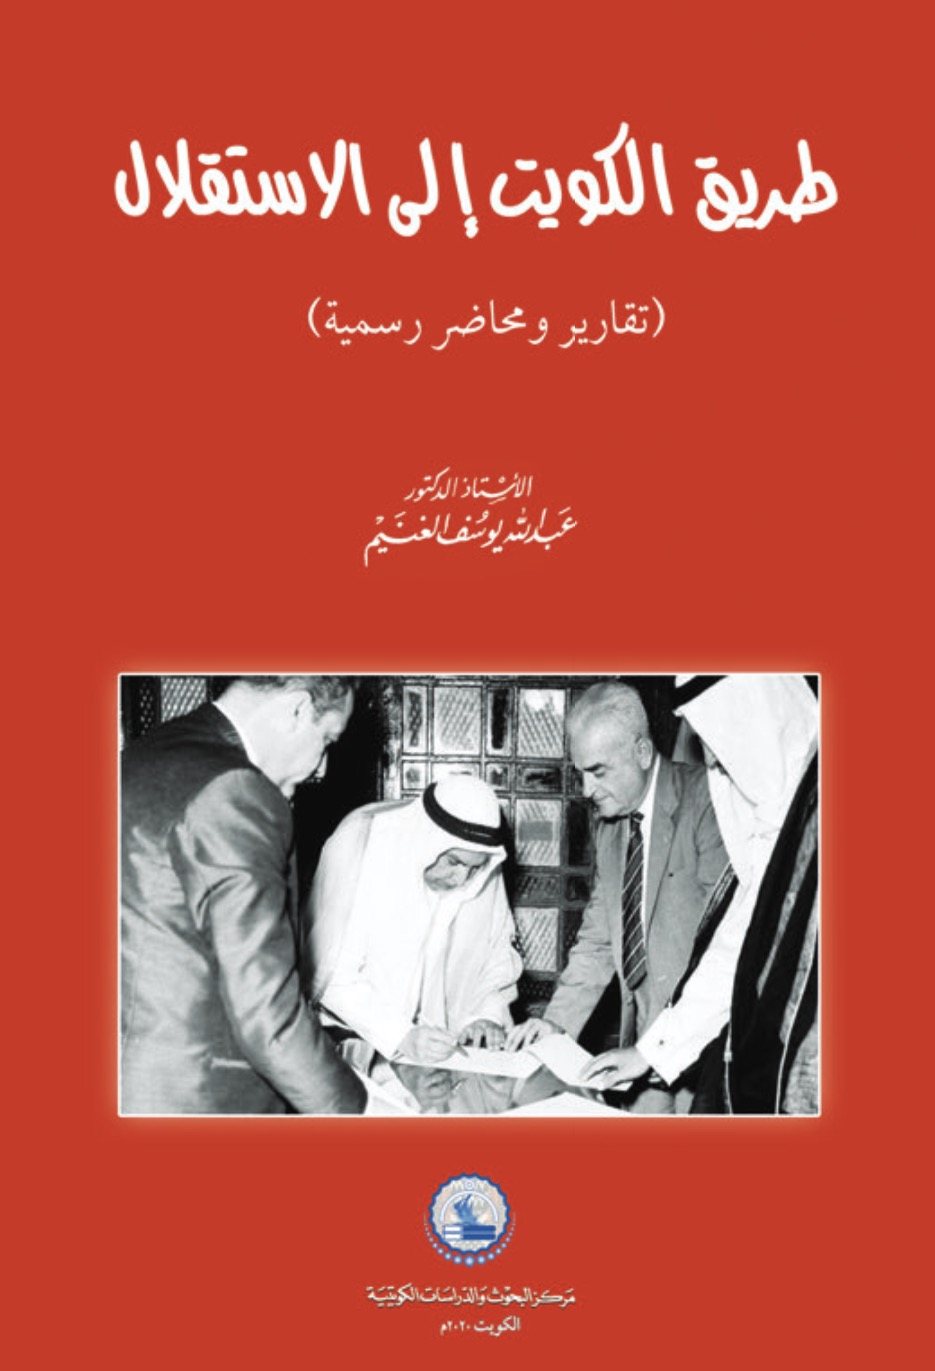 طريق الكويت إلى الاستقلال
(تقارير ومحاضر رسمية)
الأستاذ الدكتور
عبدالله يوسف الغنيم
مركز البحوث والدراسات الكويتية
الكويت ٢٠٢٠م